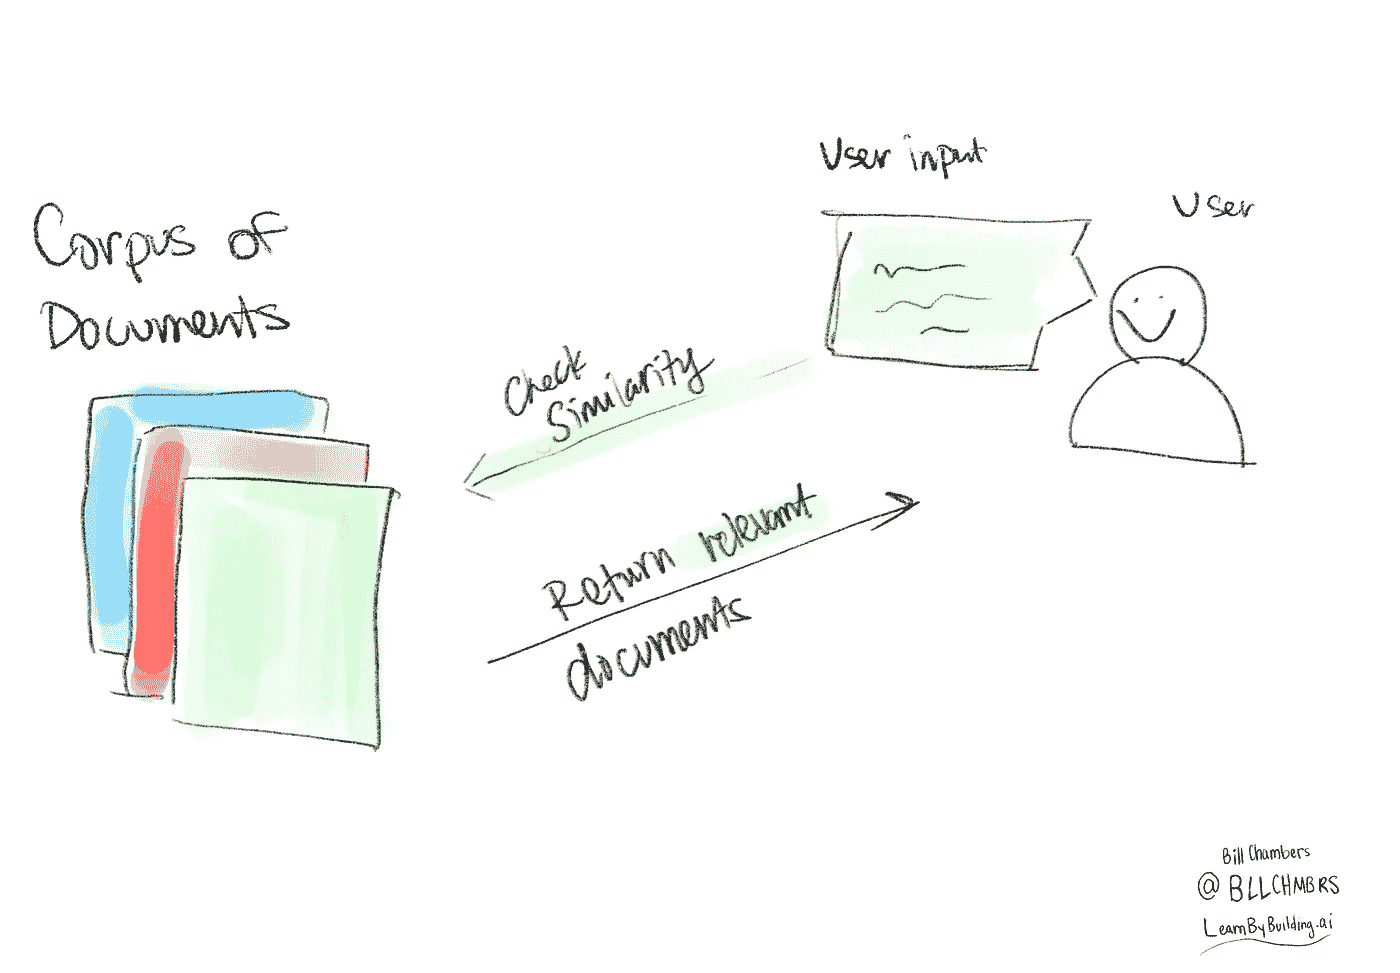 User input
User
Corpus of
Documents
Check
Similarity
Return relevant
documents
Bill Chambers
@ BLLCHMBRS
LearnByBuilding.ai